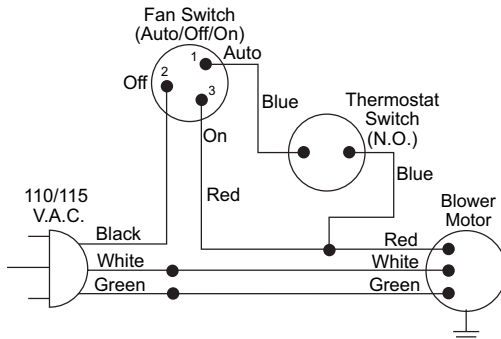 Fan Switch
(Auto/Off/On)
1
Auto
Off
2
3
On
Blue
Thermostat
Switch
(N.O.)
Blue
Red
110/115
V.A.C.
Black
White
Green
Blower
Motor
Red
White
Green